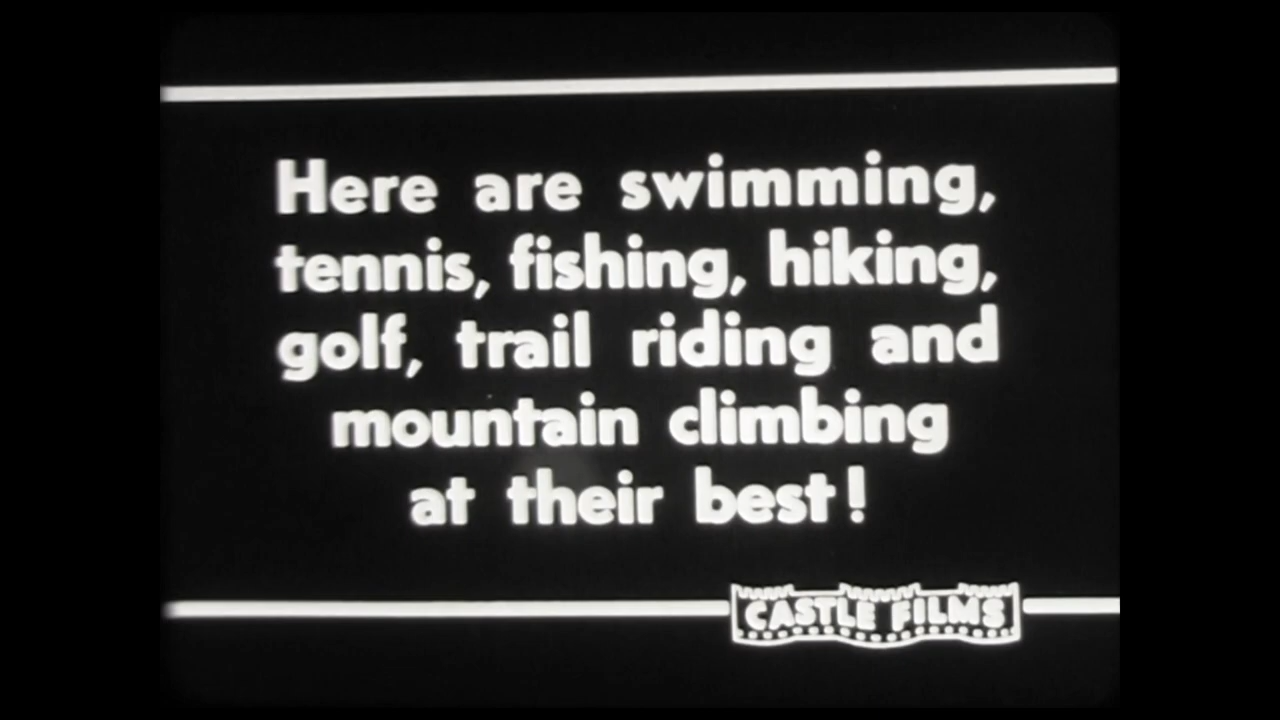 Here are swimming,
tennis, fishing, hiking,
golf, trail riding and
mountain climbing
at their best!
CASTLE FILMS